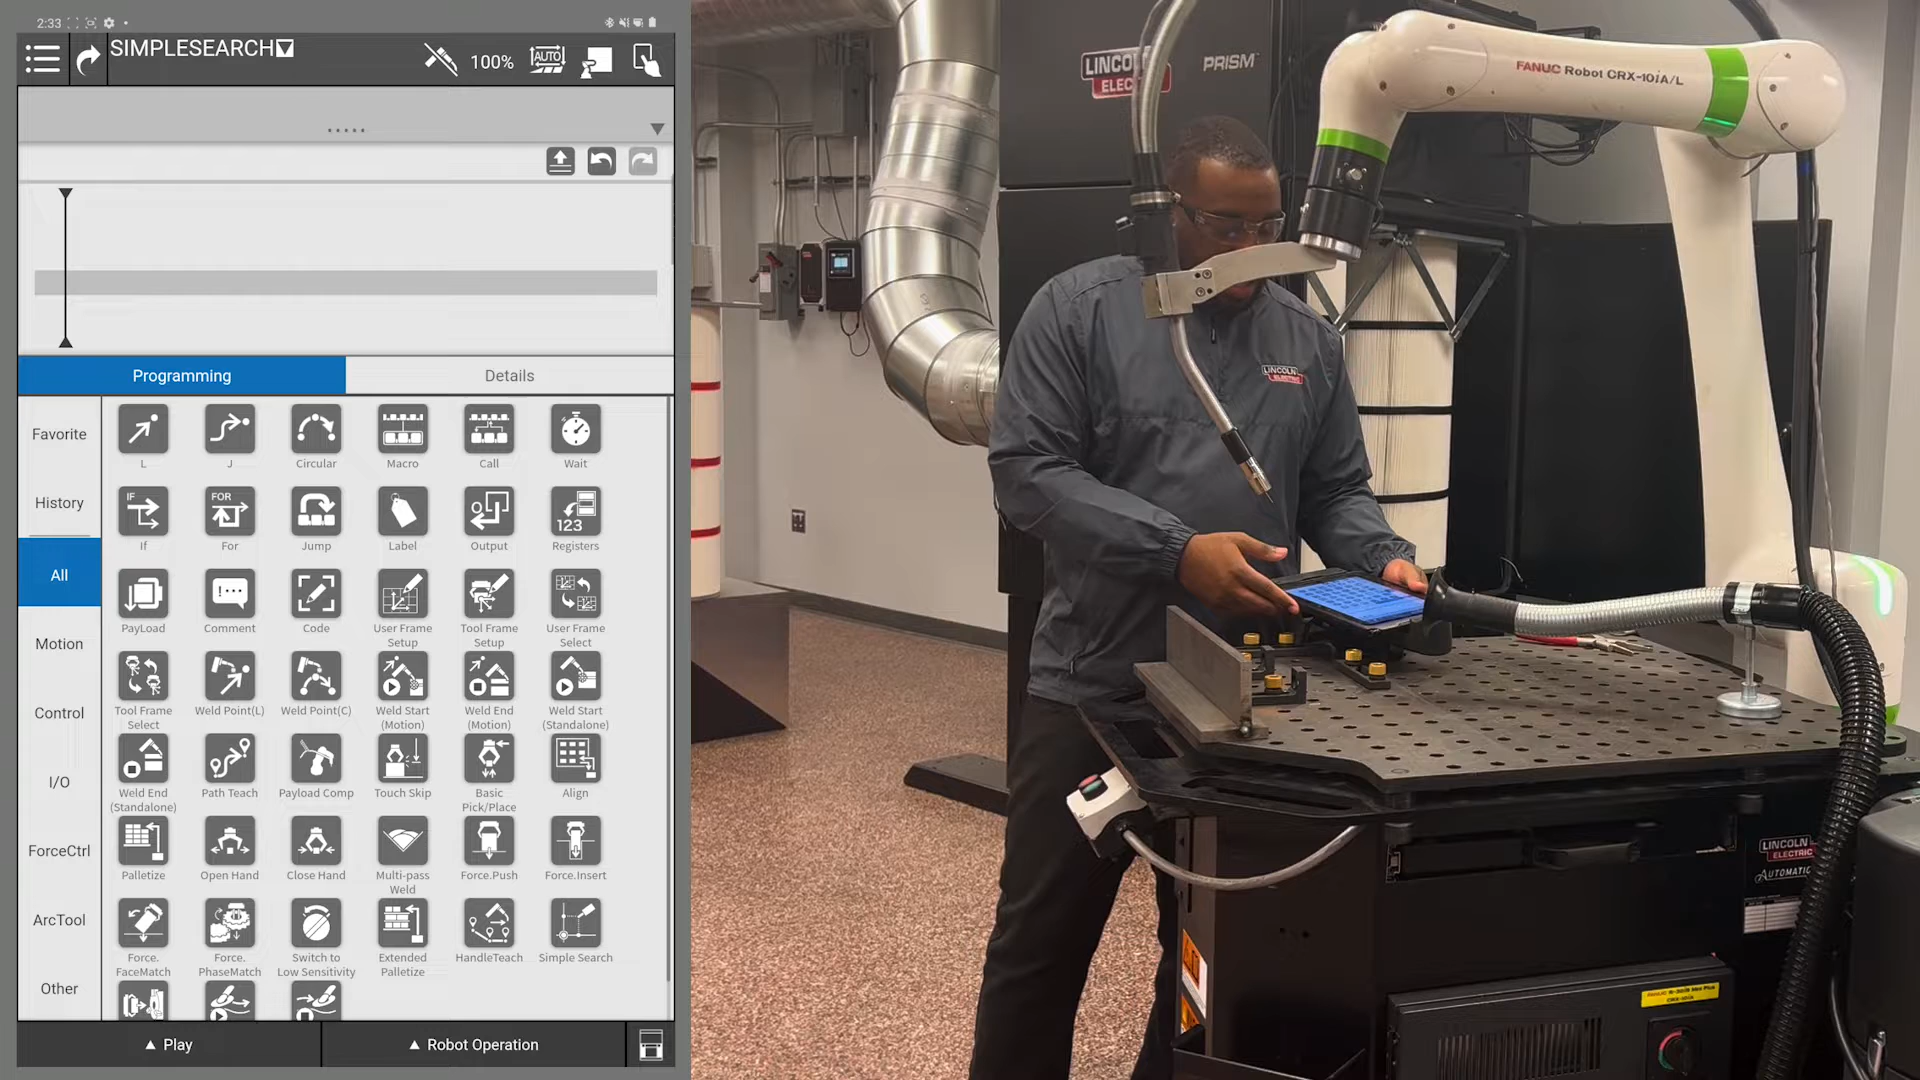 2:33
SIMPLESEARCH
100%
AUTO
Programming
Details
Favorite
History
All
Motion
Control
I/O
ForceCtrl
ArcTool
Other
L
J
Circular
Macro
Call
Wait
IF
FOR
123
If
For
Jump
Label
Output
Registers
PayLoad
Comment
Code
User Frame
Setup
Tool Frame
Setup
User Frame
Select
Tool Frame
Select
Weld Point(L)
Weld Point(C)
Weld Start
(Motion)
Weld End
(Motion)
Weld Start
(Standalone)
Weld End
(Standalone)
Path Teach
Payload Comp
Touch Skip
Basic
Pick/Place
Align
Palletize
Open Hand
Close Hand
Multi-pass
Weld
Force.Push
Force.Insert
Force.
FaceMatch
Force.
PhaseMatch
Switch to
Low Sensitivity
Extended
Palletize
HandleTeach
Simple Search
Play
Robot Operation
PRISM
FANUC Robot CRX-10iA/L
LINCOLN
ELECTRIC
LINCOLN
ELECTRIC